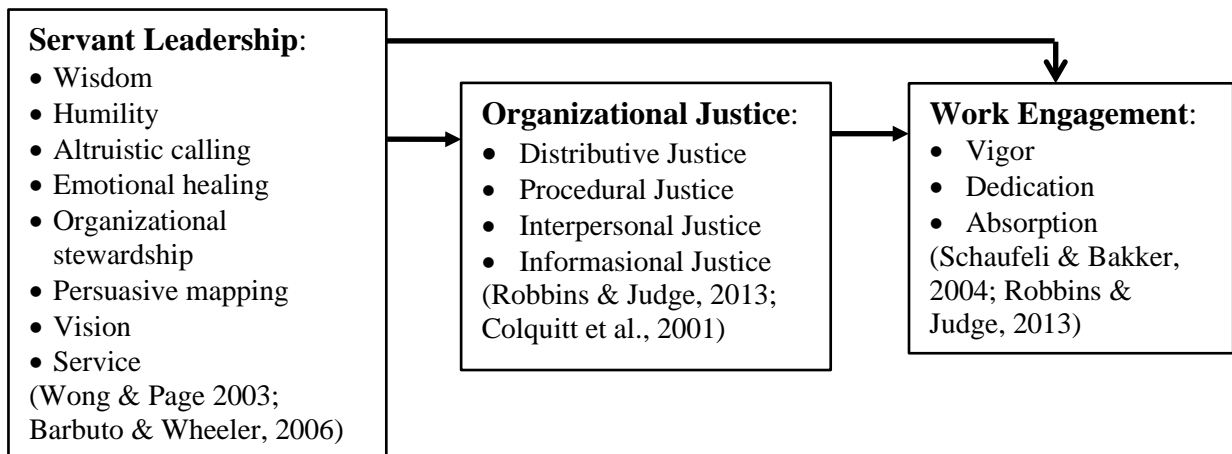 Servant Leadership:
• Wisdom
• Humility
• Altruistic calling
• Emotional healing
• Organizational
stewardship
• Persuasive mapping
• Vision
• Service
(Wong & Page 2003;
Barbuto & Wheeler, 2006)
Organizational Justice:
• Distributive Justice
• Procedural Justice
• Interpersonal Justice
• Informasional Justice
(Robbins & Judge, 2013;
Colquitt et al., 2001)
Work Engagement:
• Vigor
• Dedication
• Absorption
(Schaufeli & Bakker,
2004; Robbins &
Judge, 2013)